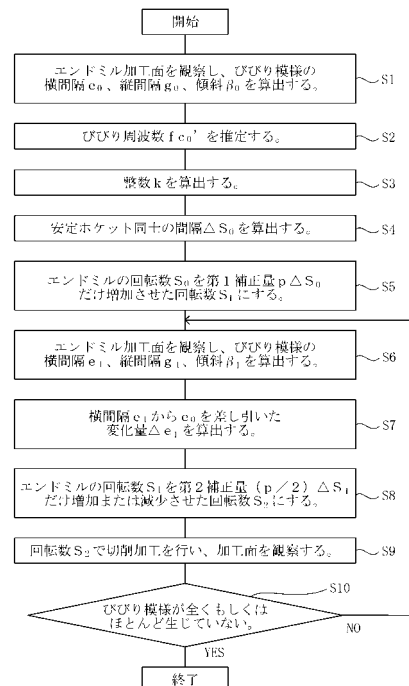 開始
エンドミル加工面を観察し、びびり模様の
横間隔e₀、縦間隔g₀、傾斜β₀を算出する。
S1
びびり周波数fc₀’を推定する。
S2
整数kを算出する。
S3
安定ポケット同士の間隔△S₀を算出する。
S4
エンドミルの回転数S₀を第1補正量p△S₀
だけ増加させた回転数S₁にする。
S5
エンドミル加工面を観察し、びびり模様の
横間隔e₁、縦間隔g₁、傾斜β₁を算出する。
S6
横間隔e₁からe₀を差し引いた
変化量△e₁を算出する。
S7
エンドミルの回転数S₁を第2補正量(p/2)△S₁
だけ増加または減少させた回転数S₂にする。
S8
回転数S₂で切削加工を行い、加工面を観察する。
S9
S10
びびり模様が全くもしくは
ほとんど生じていない。
NO
YES
終了